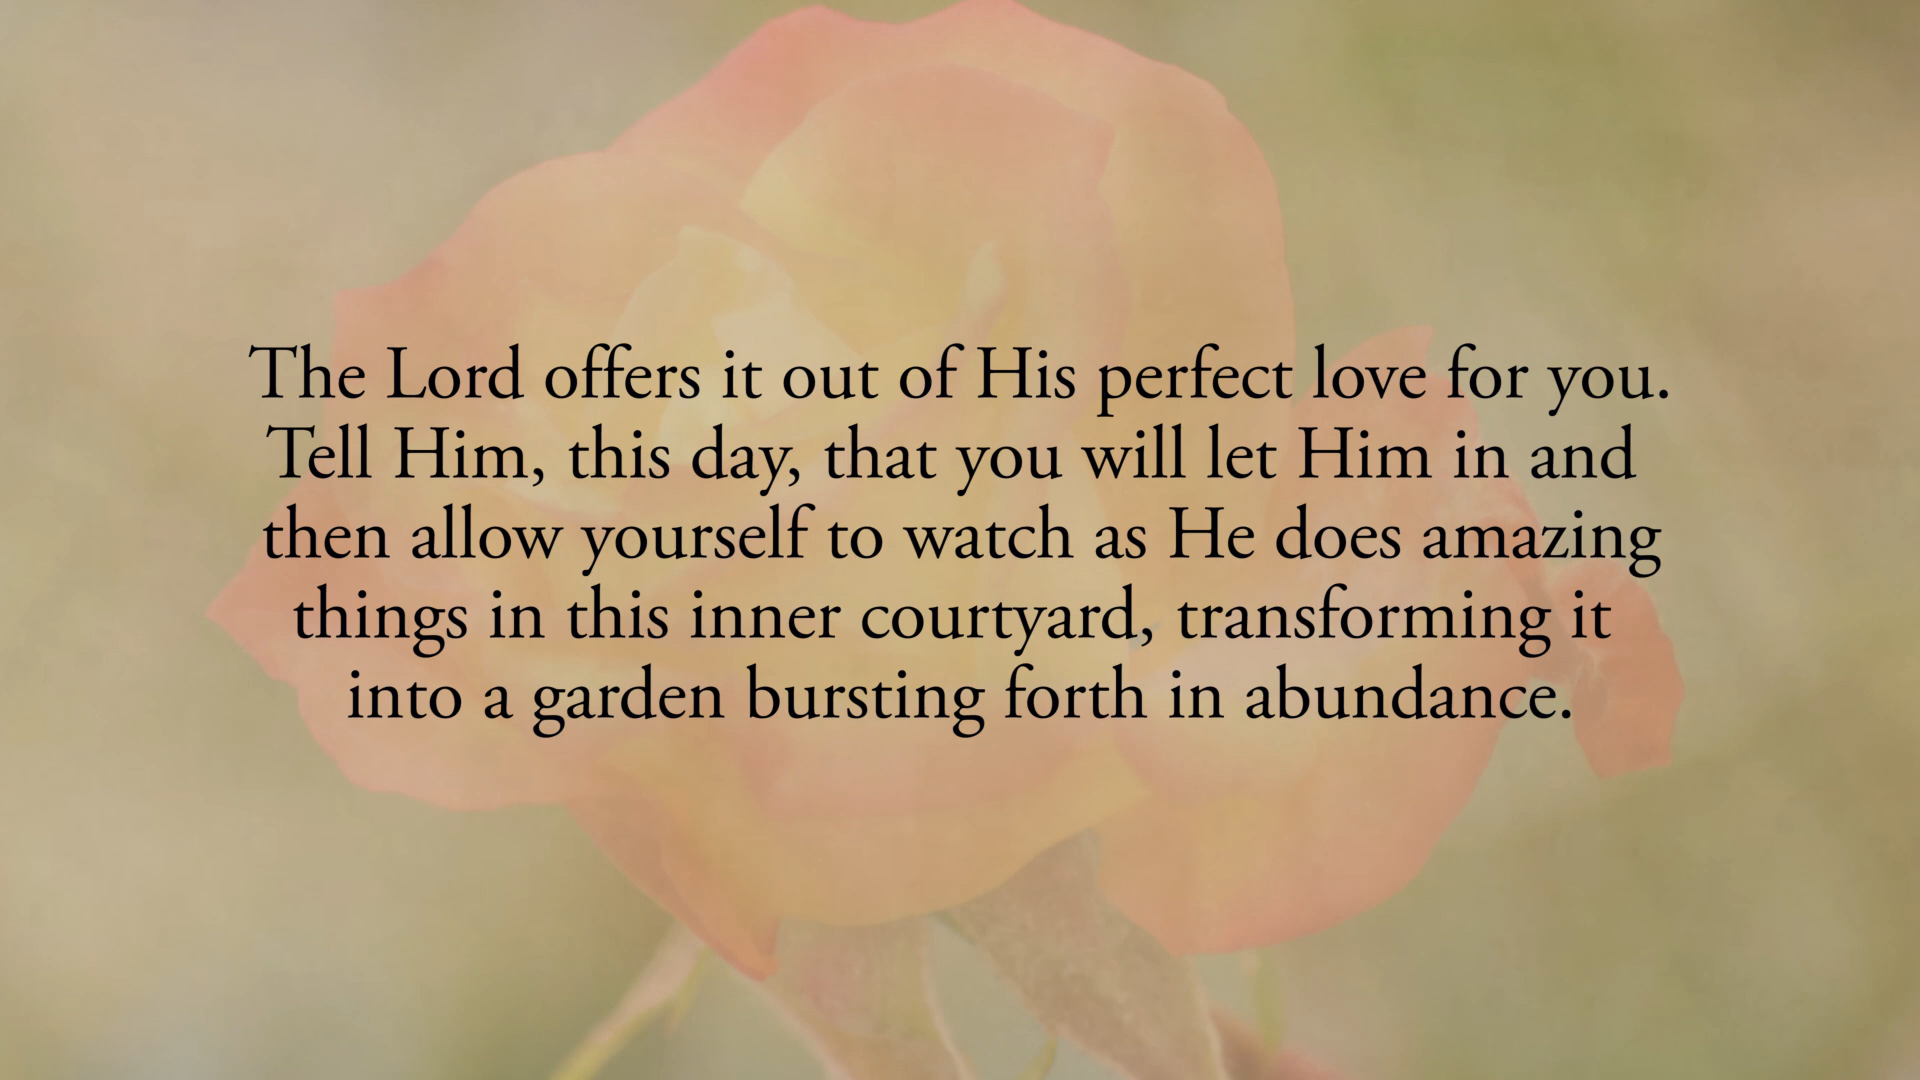 The Lord offers it out of His perfect love for you.
Tell Him, this day, that you will let Him in and
then allow yourself to watch as He does amazing
things in this inner courtyard, transforming it
into a garden bursting forth in abundance.